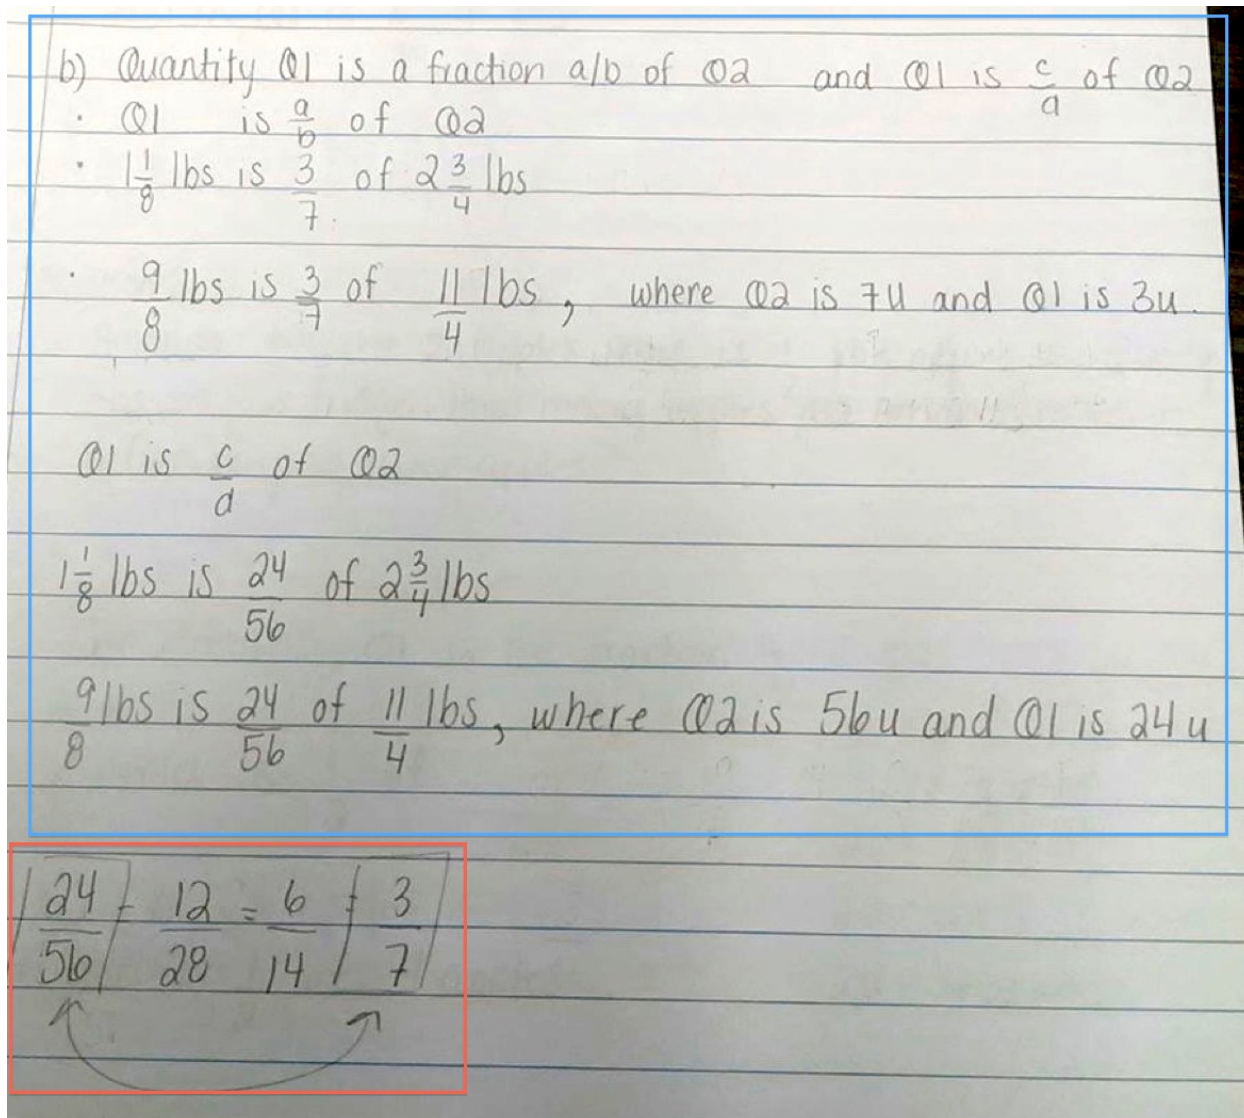 b) Quantity Q1 is a fraction a/b of Q2 and Q1 is c/a of Q2
· Q1 is a/b of Q2
· 1 1/8 lbs is 3/7 of 2 3/4 lbs
· 9/8 lbs is 3/7 of 11/4 lbs, where Q2 is 7u and Q1 is 3u.
Q1 is c/d of Q2
1 1/8 lbs is 24/56 of 2 3/4 lbs
9/8 lbs is 24/56 of 11/4 lbs, where Q2 is 56u and Q1 is 24u
24/56 = 12/28 = 6/14 = 3/7